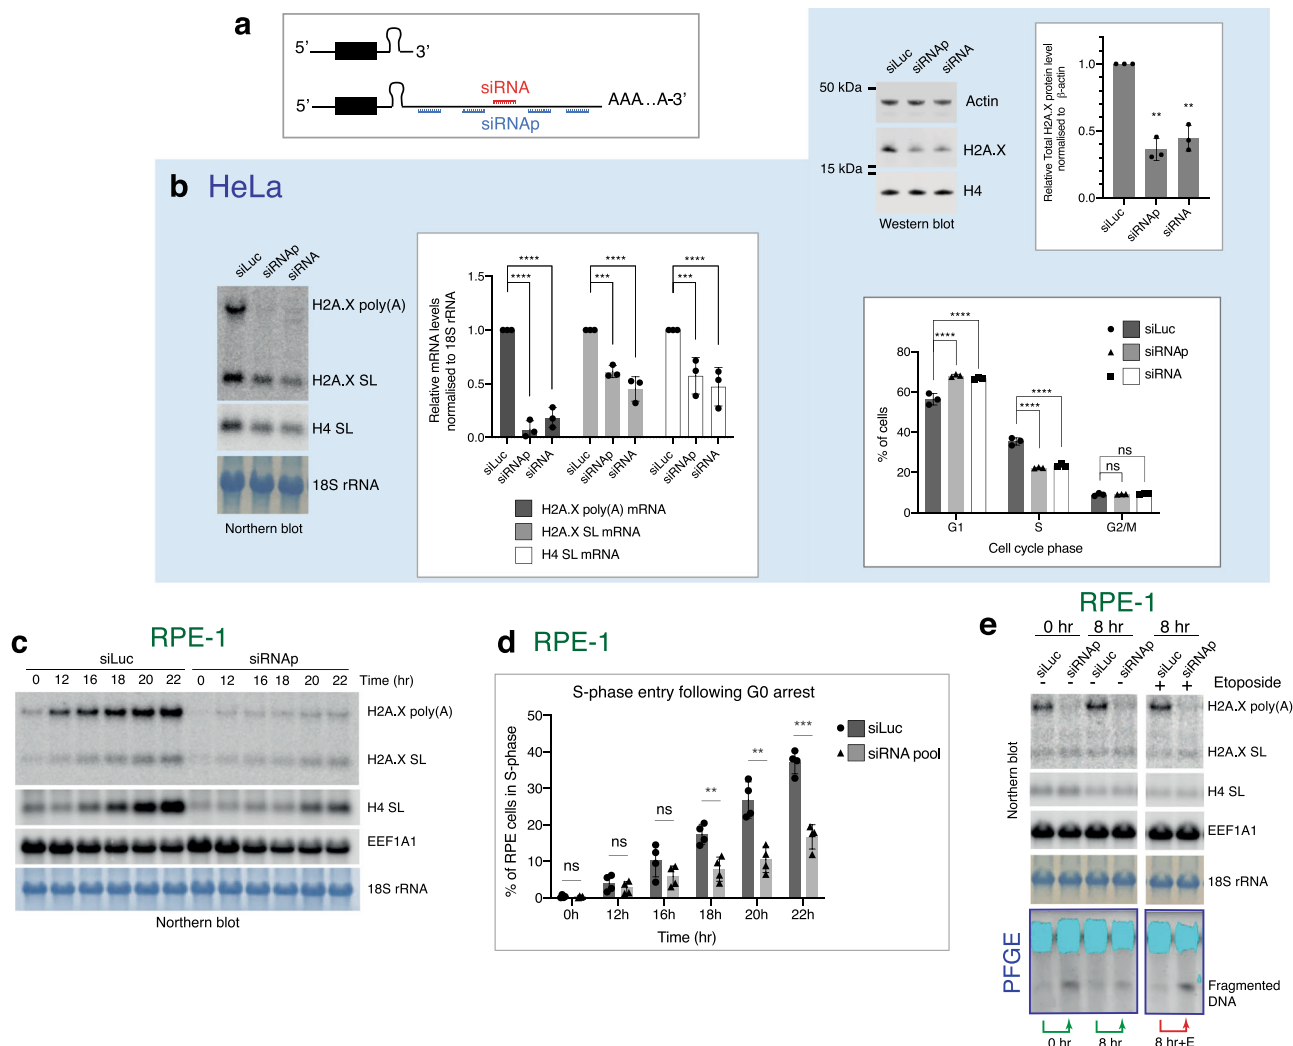 a
5’
3’
siRNA
5’
AAA...A-3’
siRNAp
b HeLa
siLuc siRNAp siRNA
H2A.X poly(A)
H2A.X SL
H4 SL
18S rRNA
Northern blot
Relative mRNA levels
normalised to 18S rRNA
1.5
1.0
0.5
0.0
**** ****
*** ****
*** ****
siLuc siRNAp siRNA siLuc siRNAp siRNA siLuc siRNAp siRNA
H2A.X poly(A) mRNA
H2A.X SL mRNA
H4 SL mRNA
siLuc siRNAp siRNA
50 kDa
Actin
H2A.X
15 kDa
H4
Western blot
Relative Total H2A.X protein level
normalised to
β-actin
1.0
0.5
0.0
** **
siLuc siRNAp siRNA
% of cells
80
60
40
20
0
**** ****
**** ****
ns ns
G1 S G2/M
Cell cycle phase
siLuc
siRNAp
siRNA
c RPE-1
siLuc siRNAp
0 12 16 18 20 22 0 12 16 18 20 22 Time (hr)
H2A.X poly(A)
H2A.X SL
H4 SL
EEF1A1
18S rRNA
Northern blot
d RPE-1
S-phase entry following G0 arrest
% of RPE cells in S-phase
50
40
30
20
10
0
ns ns ns ** ** ***
0h 12h 16h 18h 20h 22h
Time (hr)
siLuc
siRNA pool
RPE-1
e
0 hr 8 hr 8 hr
siLuc siRNAp siLuc siRNAp siLuc siRNAp
- - - - + + Etoposide
Northern blot
H2A.X poly(A)
H2A.X SL
H4 SL
EEF1A1
18S rRNA
PFGE
Fragmented
DNA
0 hr 8 hr 8 hr+E